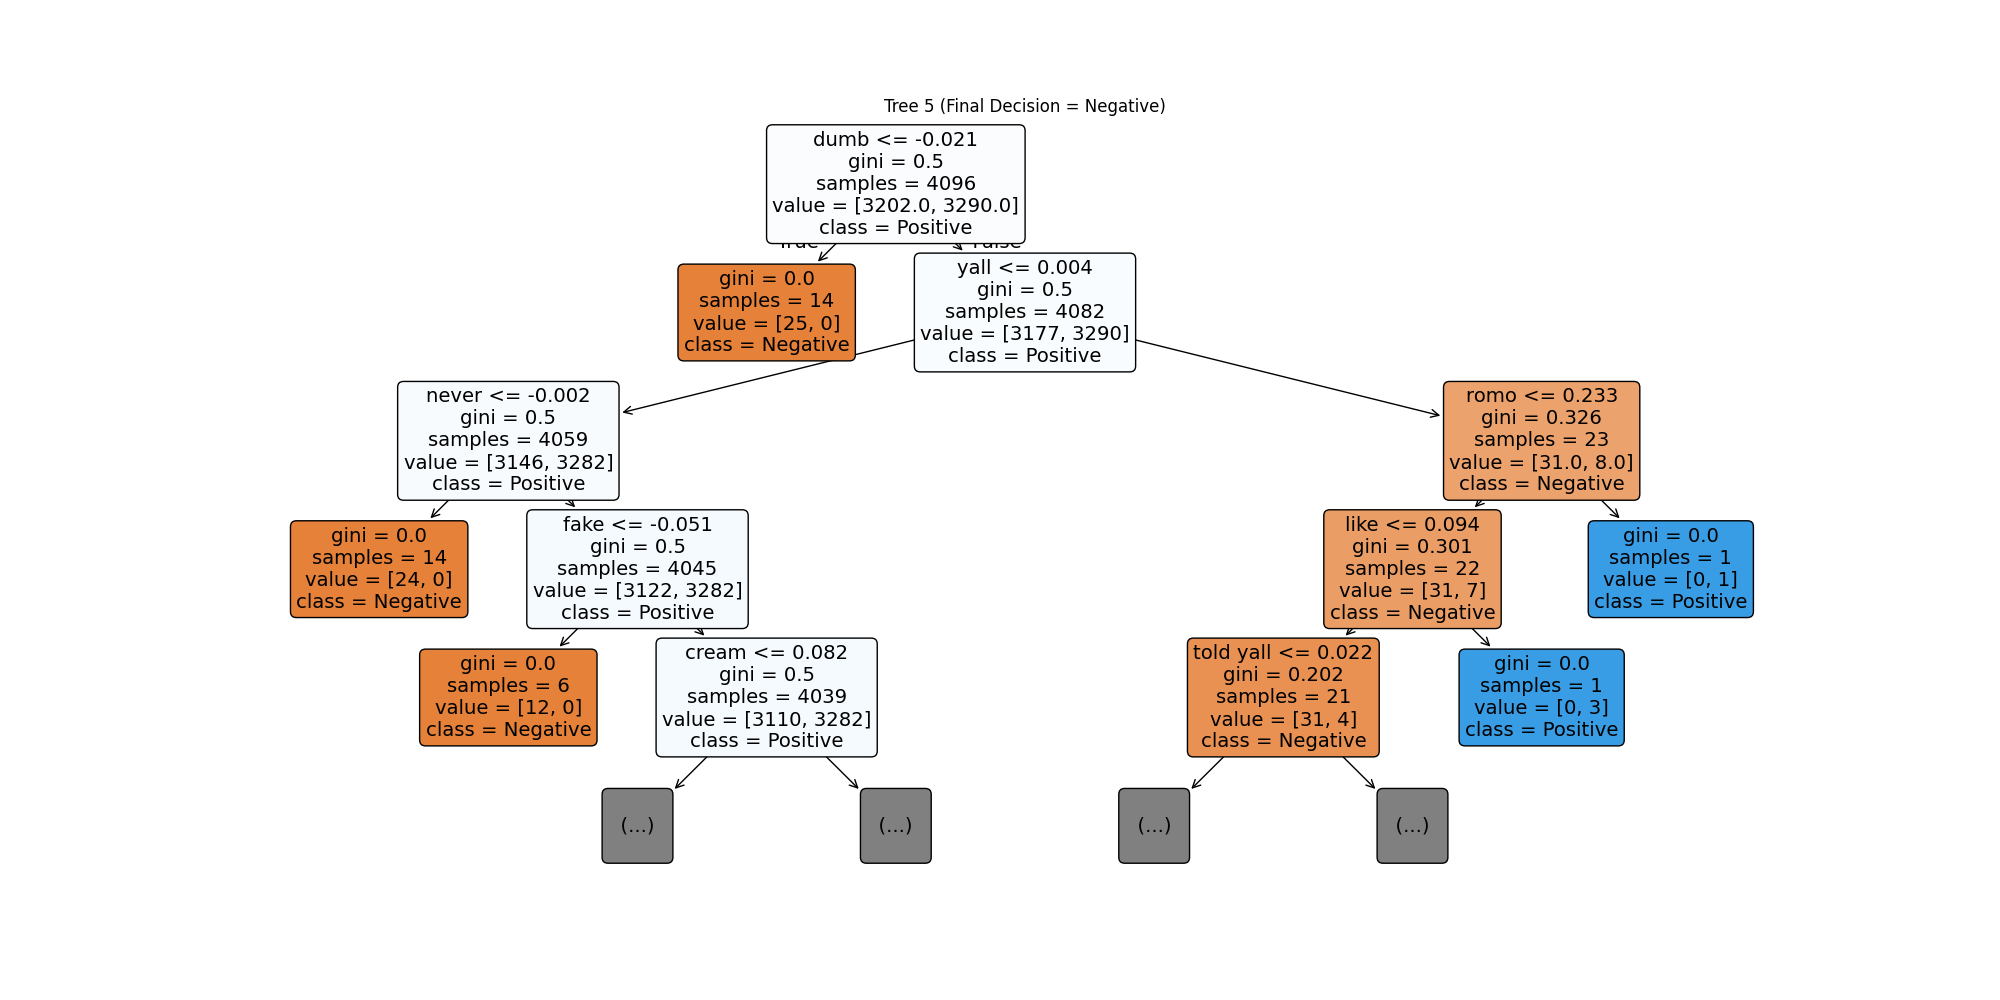 Tree 5 (Final Decision = Negative)
dumb <= -0.021
gini = 0.5
samples = 4096
value = [3202.0, 3290.0]
class = Positive
True
False
gini = 0.0
samples = 14
value = [25, 0]
class = Negative
yall <= 0.004
gini = 0.5
samples = 4082
value = [3177, 3290]
class = Positive
never <= -0.002
gini = 0.5
samples = 4059
value = [3146, 3282]
class = Positive
romo <= 0.233
gini = 0.326
samples = 23
value = [31.0, 8.0]
class = Negative
gini = 0.0
samples = 14
value = [24, 0]
class = Negative
fake <= -0.051
gini = 0.5
samples = 4045
value = [3122, 3282]
class = Positive
like <= 0.094
gini = 0.301
samples = 22
value = [31, 7]
class = Negative
gini = 0.0
samples = 1
value = [0, 1]
class = Positive
gini = 0.0
samples = 6
value = [12, 0]
class = Negative
cream <= 0.082
gini = 0.5
samples = 4039
value = [3110, 3282]
class = Positive
told yall <= 0.022
gini = 0.202
samples = 21
value = [31, 4]
class = Negative
gini = 0.0
samples = 1
value = [0, 3]
class = Positive
(...)
(...)
(...)
(...)